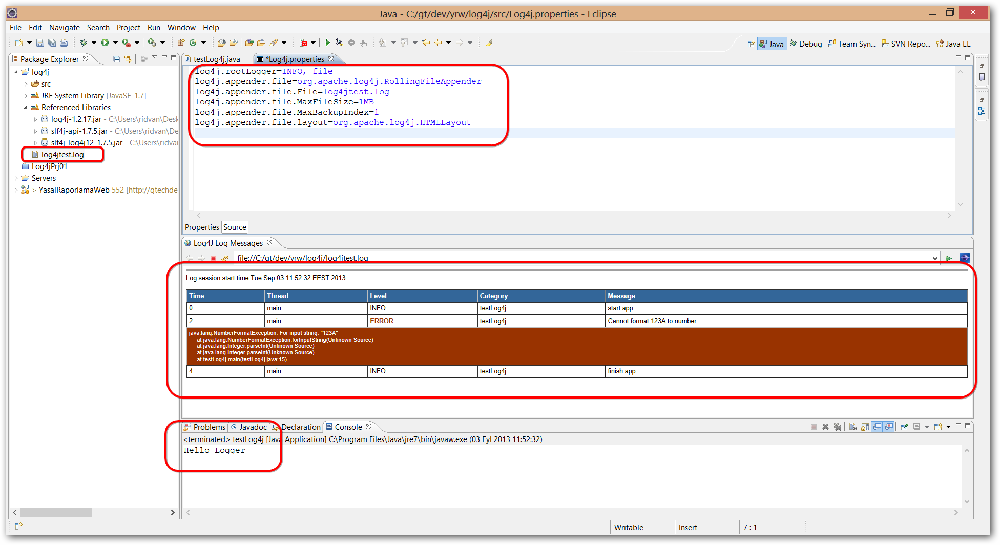 Java - C:/gt/dev/yrw/log4j/src/Log4j.properties - Eclipse
File Edit Navigate Search Project Run Window Help
Java Debug Team Syn... SVN Repo... Java EE
Package Explorer
log4j
src
JRE System Library [JavaSE-1.7]
Referenced Libraries
log4j-1.2.17.jar - C:\Users\ridvan\Desk
slf4j-api-1.7.5.jar - C:\Users\ridvan\De
slf4j-log4j12-1.7.5.jar - C:\Users\ridvan
log4jtest.log
Log4jPrj01
Servers
> YasalRaporlamaWeb 552 [http://gtechde
testLog4j.java *Log4j.properties
log4j.rootLogger=INFO, file
log4j.appender.file=org.apache.log4j.RollingFileAppender
log4j.appender.file.File=log4jtest.log
log4j.appender.file.MaxFileSize=1MB
log4j.appender.file.MaxBackupIndex=1
log4j.appender.file.layout=org.apache.log4j.HTMLLayout
Properties Source
Log4J Log Messages
file://C:/gt/dev/yrw/log4j/log4jtest.log
Log session start time Tue Sep 03 11:52:32 EEST 2013
Time Thread Level Category Message
0 main INFO testLog4j start app
2 main ERROR testLog4j Cannot format 123A to number
java.lang.NumberFormatException: For input string: "123A"
at java.lang.NumberFormatException.forInputString(Unknown Source)
at java.lang.Integer.parseInt(Unknown Source)
at java.lang.Integer.parseInt(Unknown Source)
at testLog4j.main(testLog4j.java:15)
4 main INFO testLog4j finish app
Problems @ Javadoc Declaration Console
<terminated> testLog4j [Java Application] C:\Program Files\Java\jre7\bin\javaw.exe (03 Eyl 2013 11:52:32)
Hello Logger
Writable Insert 7 : 1